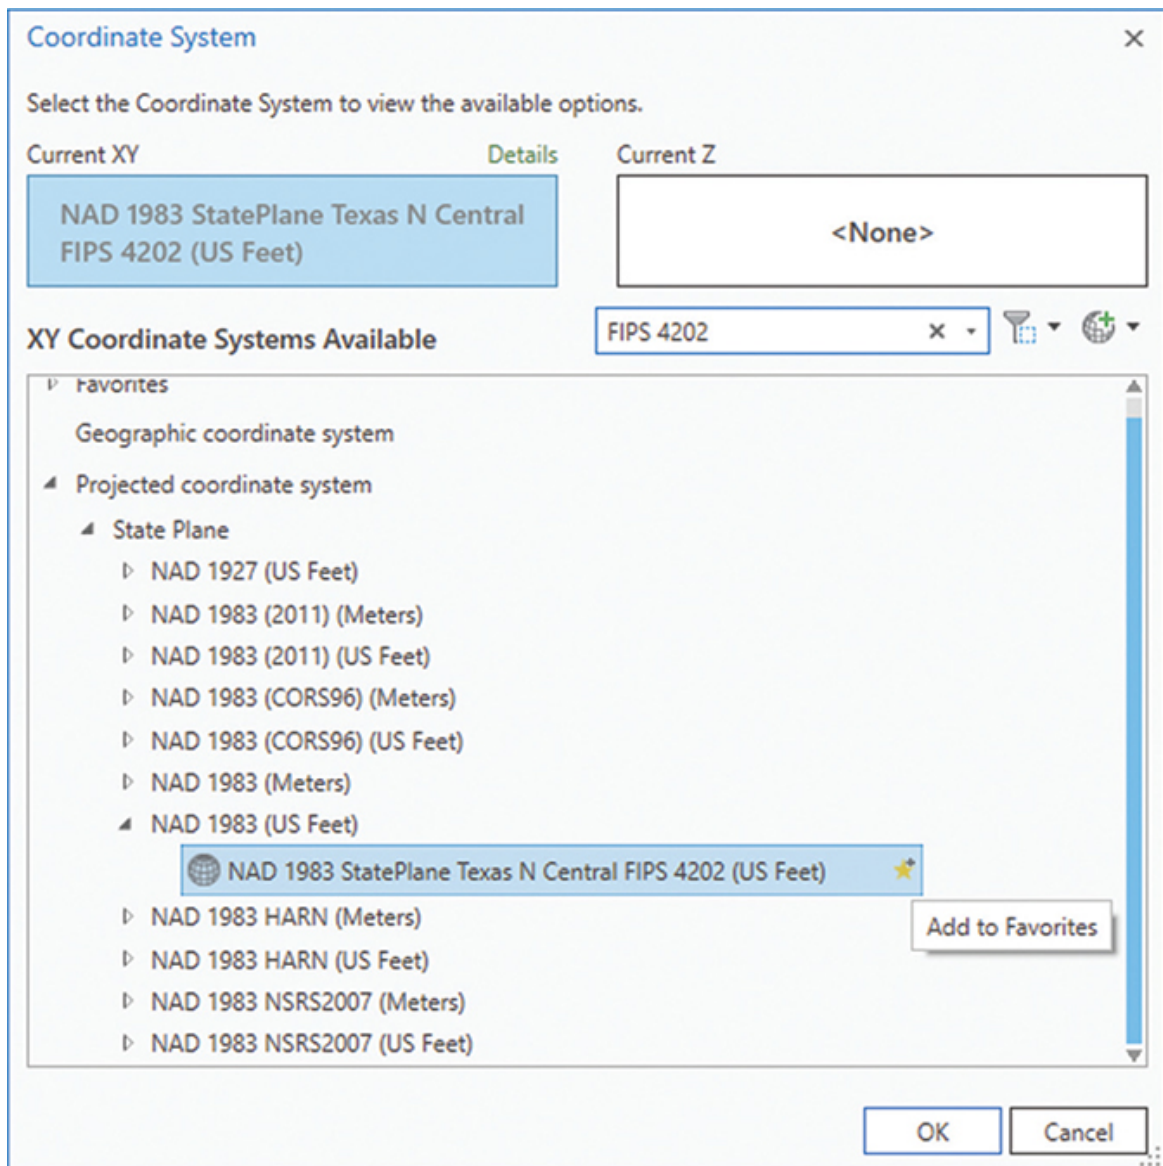 Coordinate System
Select the Coordinate System to view the available options.
Current XY
Details
Current Z
NAD 1983 StatePlane Texas N Central
FIPS 4202 (US Feet)
<None>
XY Coordinate Systems Available
FIPS 4202
Favorites
Geographic coordinate system
Projected coordinate system
State Plane
NAD 1927 (US Feet)
NAD 1983 (2011) (Meters)
NAD 1983 (2011) (US Feet)
NAD 1983 (CORS96) (Meters)
NAD 1983 (CORS96) (US Feet)
NAD 1983 (Meters)
NAD 1983 (US Feet)
NAD 1983 StatePlane Texas N Central FIPS 4202 (US Feet)
NAD 1983 HARN (Meters)
Add to Favorites
NAD 1983 HARN (US Feet)
NAD 1983 NSRS2007 (Meters)
NAD 1983 NSRS2007 (US Feet)
OK
Cancel